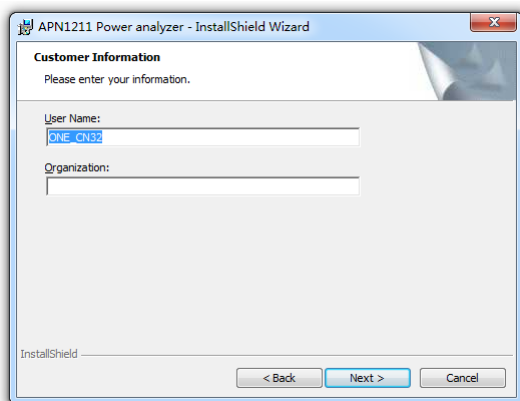 APN1211 Power analyzer - InstallShield Wizard
Customer Information
Please enter your information.
User Name:
ONE_CN32
Organization:
InstallShield
< Back Next > Cancel